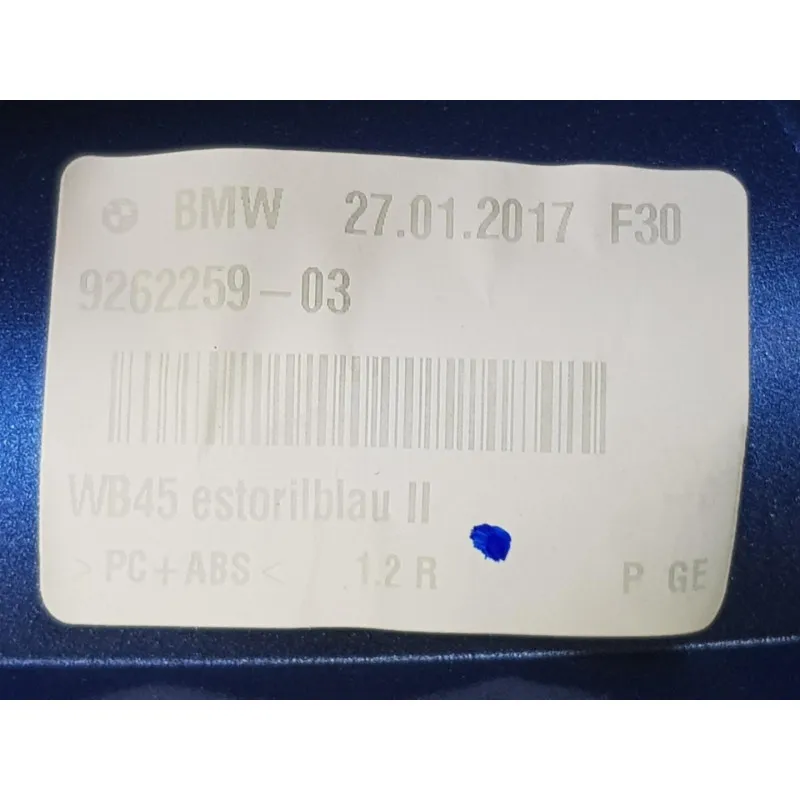 BMW 27.01.2017 F30
9262259-03
WB45 estorilblau II
>PC+ABS< 1.2 R P GE